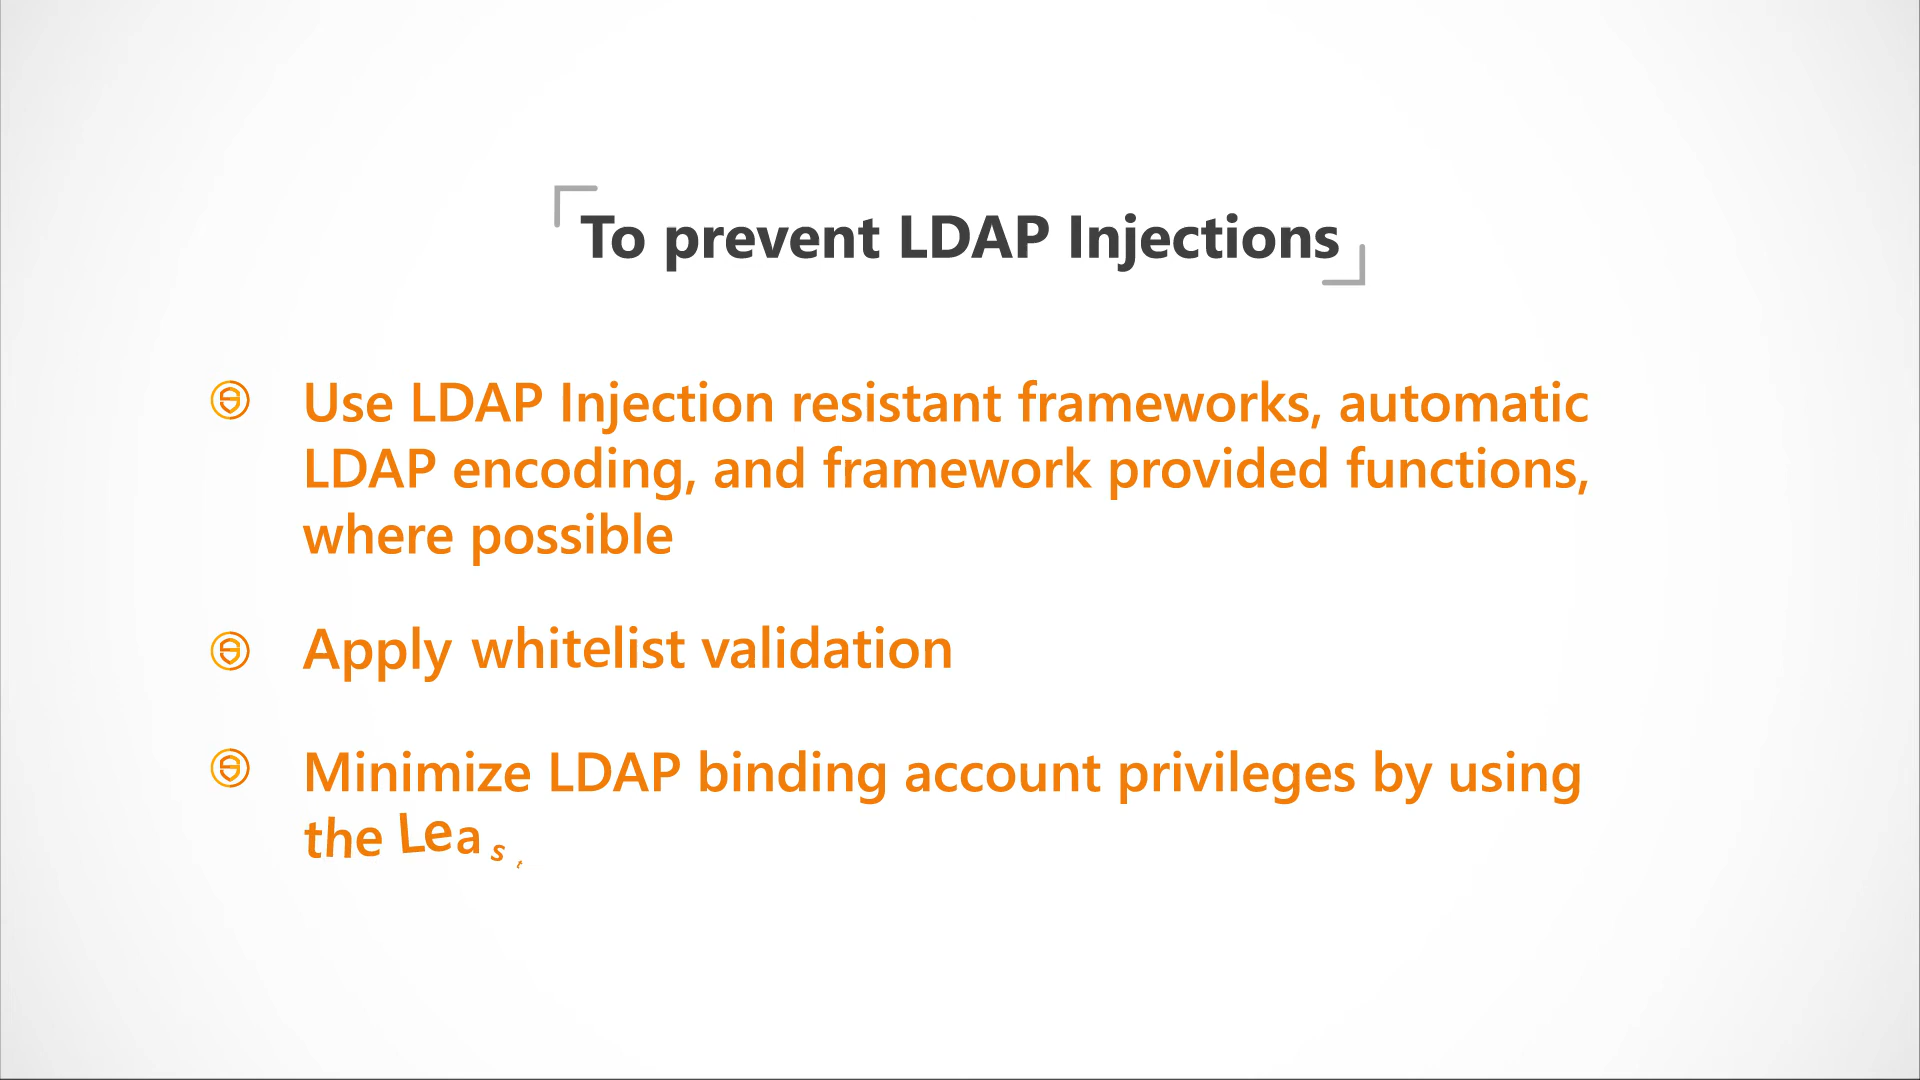 To prevent LDAP Injections
Use LDAP Injection resistant frameworks, automatic
LDAP encoding, and framework provided functions,
where possible
Apply whitelist validation
Minimize LDAP binding account privileges by using
the Least